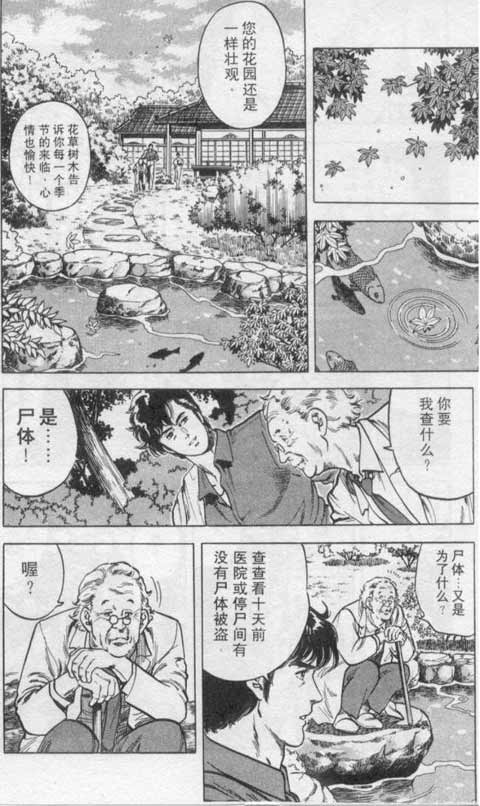 您的花园还是
一样壮观．
花草树木告
诉你每一个季
节的来临，心
情也愉快！
你要
我查什么？
是……
尸体！
尸体…又是
为了什么？
查查看十天前
医院或停尸间有
没有尸体被盗．
喔？